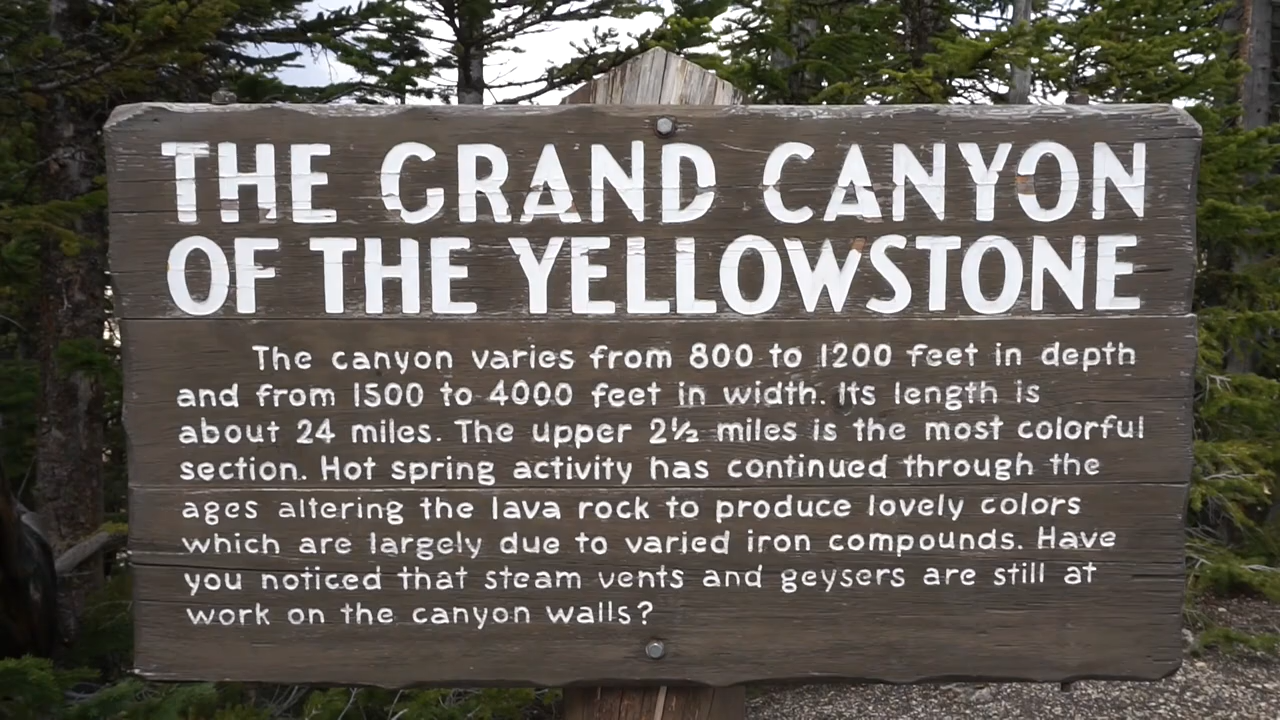 THE GRAND CANYON
OF THE YELLOWSTONE
The canyon varies from 800 to 1200 feet in depth
and from 1500 to 4000 feet in width. Its length is
about 24 miles. The upper 2½ miles is the most colorful
section. Hot spring activity has continued through the
ages altering the lava rock to produce lovely colors
which are largely due to varied iron compounds. Have
you noticed that steam vents and geysers are still at
work on the canyon walls?